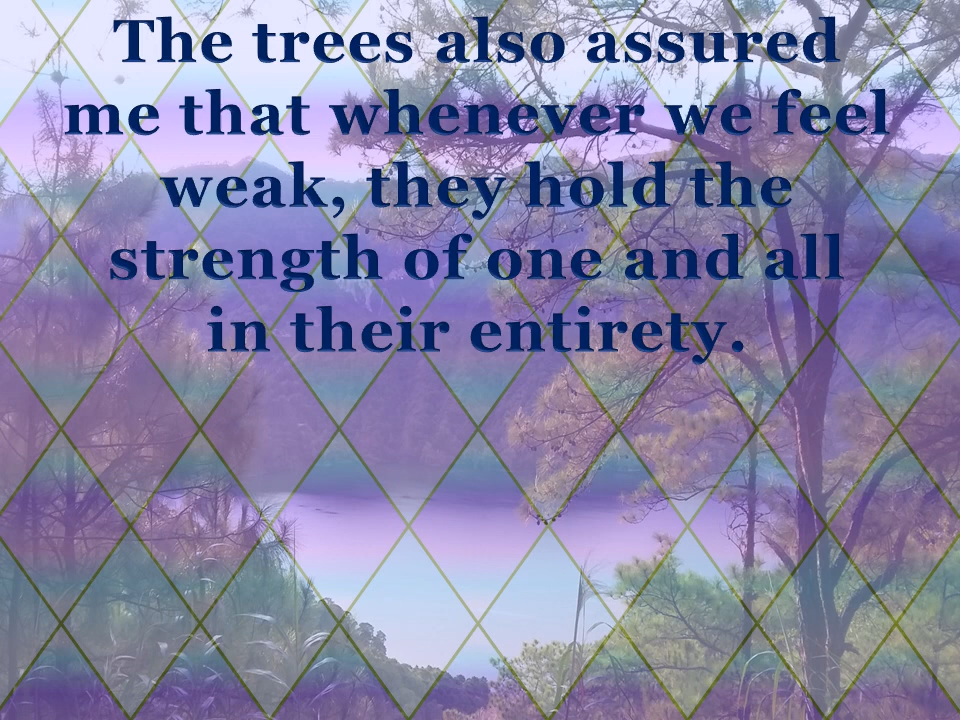 The trees also assured
me that whenever we feel
weak, they hold the
strength of one and all
in their entirety.